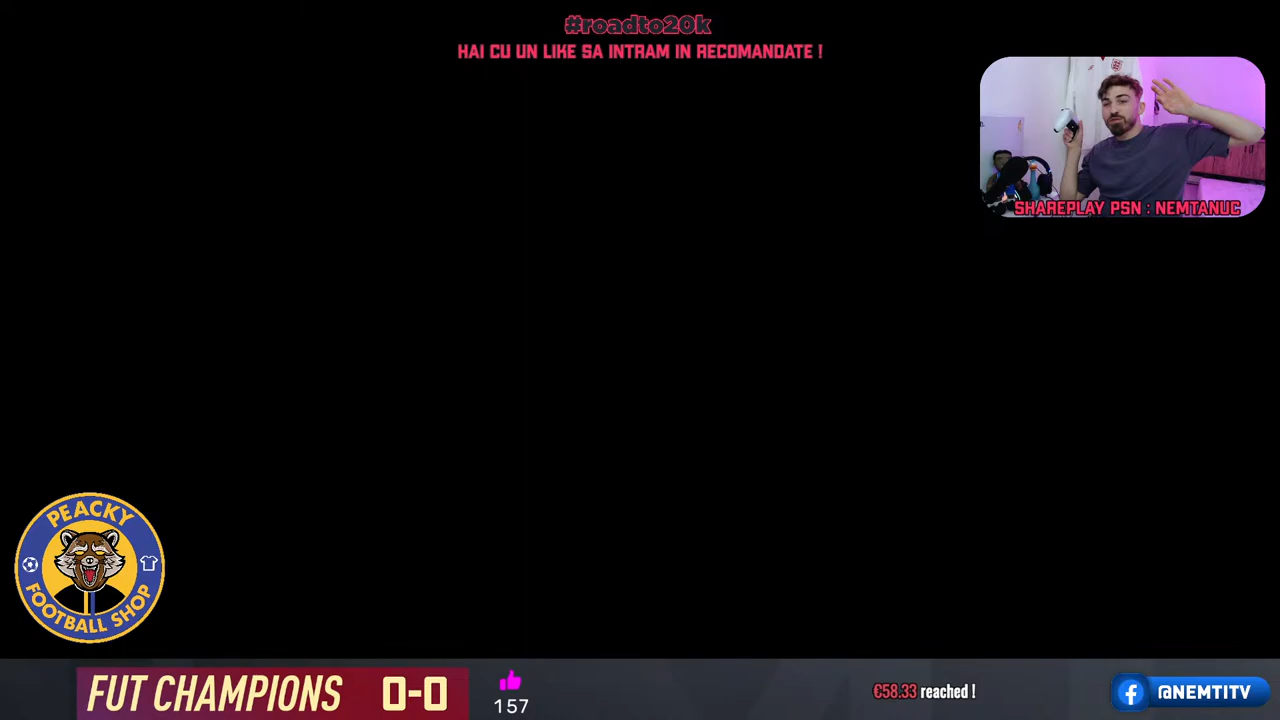 #roadto20k
HAI CU UN LIKE SA INTRAM IN RECOMANDATE !
SHAREPLAY PSN : NEMTANUC
PEACKY
FOOTBALL SHOP
FUT CHAMPIONS 0-0
157
€58.33 reached !
@NEMTITV